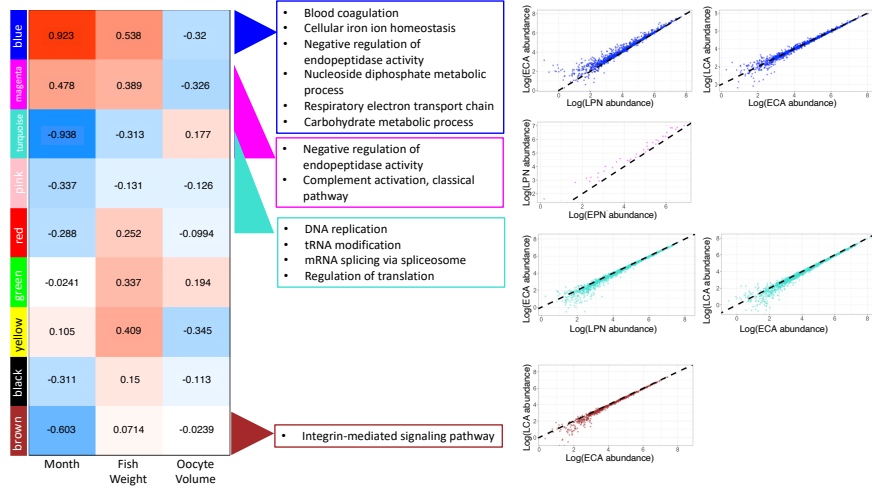 blue
0.923
0.538
-0.32
magenta
0.478
0.389
-0.326
turquoise
-0.938
-0.313
0.177
pink
-0.337
-0.131
-0.126
red
-0.288
0.252
-0.0994
green
-0.0241
0.337
0.194
yellow
0.105
0.409
-0.345
black
-0.311
0.15
-0.113
brown
-0.603
0.0714
-0.0239
Month
Fish
Weight
Oocyte
Volume
• Blood coagulation
• Cellular iron ion homeostasis
• Negative regulation of
endopeptidase activity
• Nucleoside diphosphate metabolic
process
• Respiratory electron transport chain
• Carbohydrate metabolic process
• Negative regulation of
endopeptidase activity
• Complement activation, classical
pathway
• DNA replication
• tRNA modification
• mRNA splicing via spliceosome
• Regulation of translation
• Integrin-mediated signaling pathway
Log(ECA abundance)
Log(LPN abundance)
Log(LCA abundance)
Log(ECA abundance)
Log(LPN abundance)
Log(EPN abundance)
Log(ECA abundance)
Log(LPN abundance)
Log(LCA abundance)
Log(ECA abundance)
Log(LCA abundance)
Log(ECA abundance)